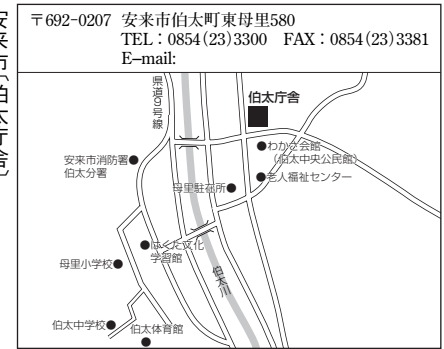 安来市〔伯太庁舎〕
〒692-0207 安来市伯太町東母里580
TEL：0854(23)3300 FAX：0854(23)3381
E-mail:
県道9号線
伯太庁舎
わかさ会館
（伯太中央公民館）
老人福祉センター
安来市消防署
伯太分署
母里駐在所
はくた文化
学習館
母里小学校
伯太川
伯太中学校
伯太体育館